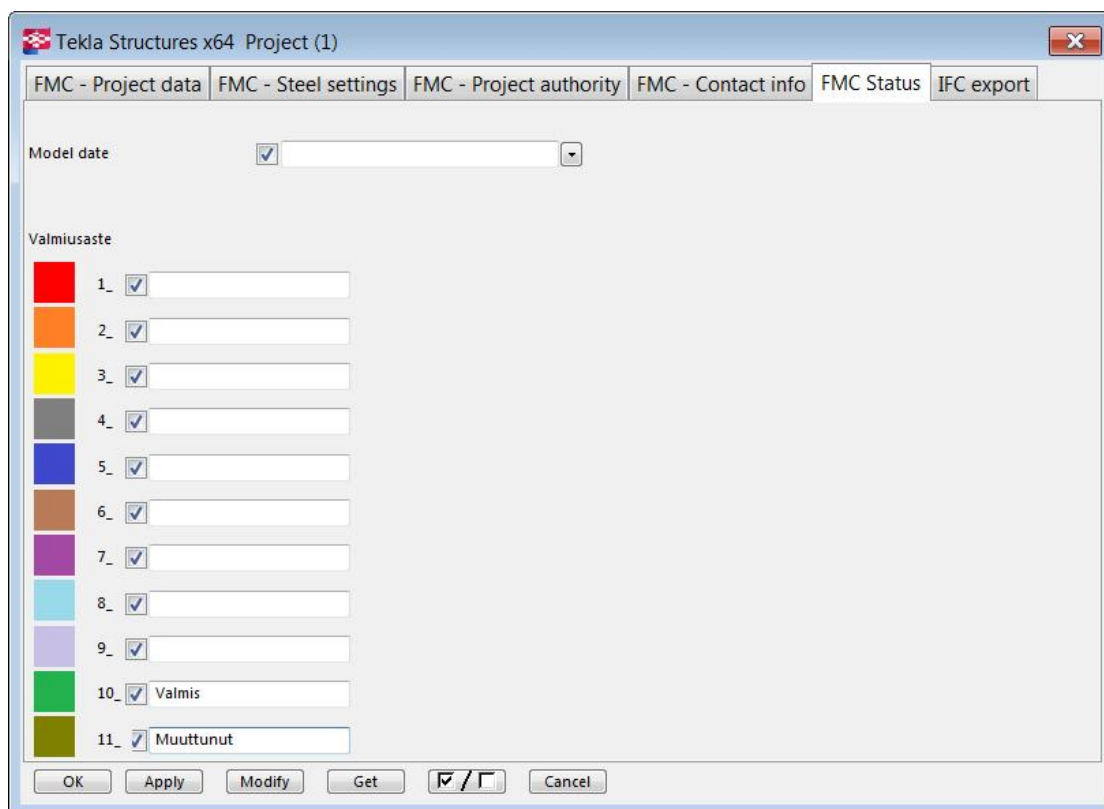 Tekla Structures x64 Project (1)
FMC - Project data FMC - Steel settings FMC - Project authority FMC - Contact info FMC Status IFC export
Model date
Valmiusaste
1_
2_
3_
4_
5_
6_
7_
8_
9_
10_ Valmis
11_ Muuttunut
OK Apply Modify Get / Cancel